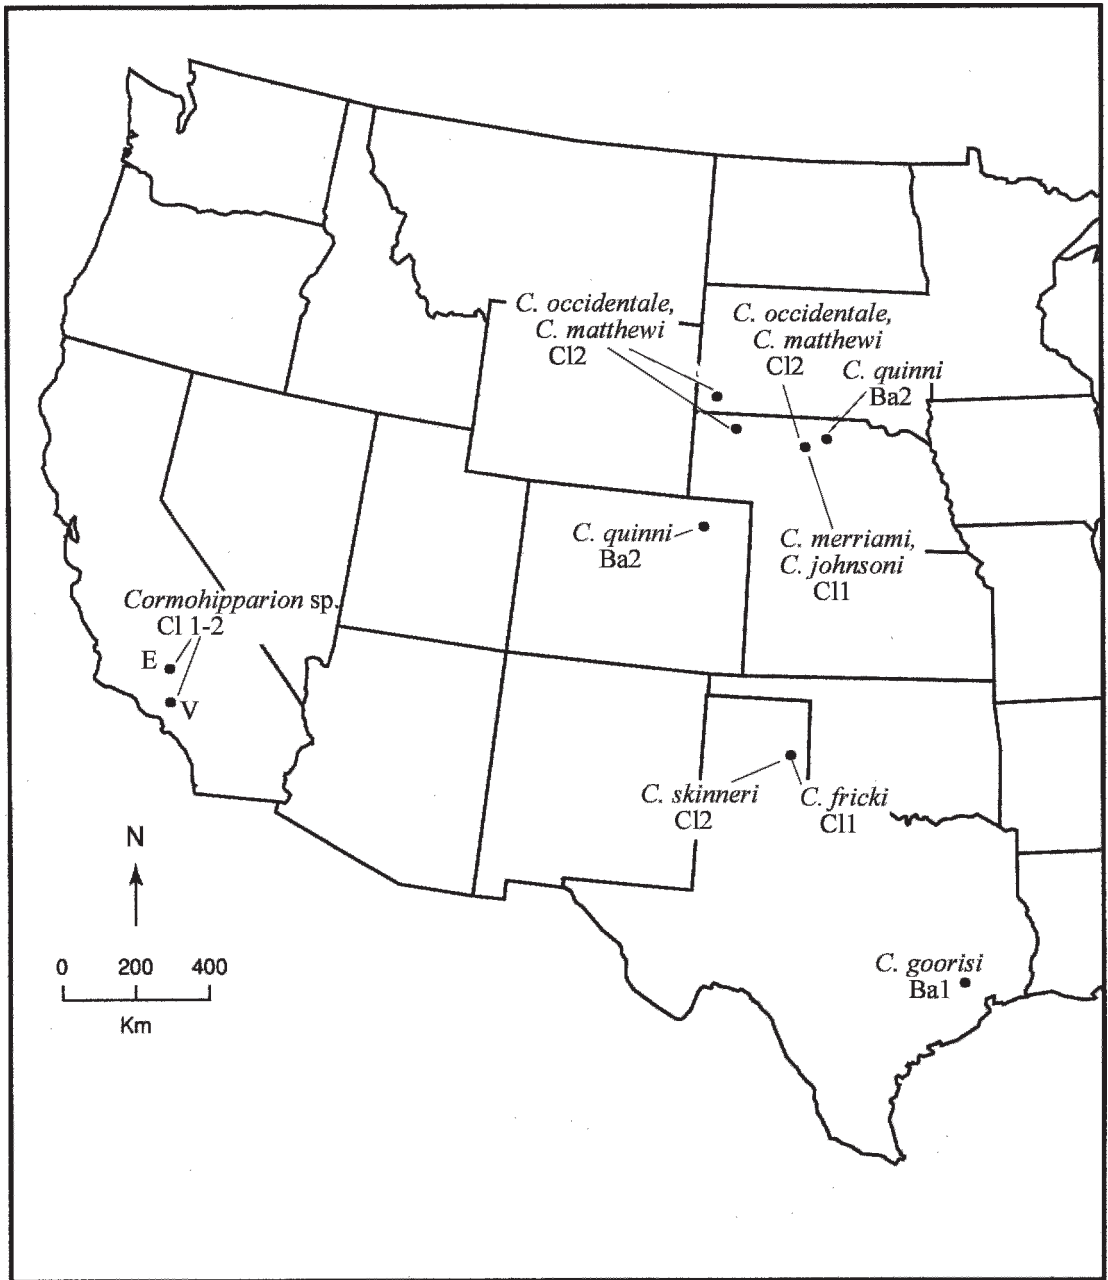 C. occidentale,
C. matthewi
Cl2
C. occidentale,
C. matthewi
Cl2
C. quinni
Ba2
C. quinni
Ba2
C. merriami,
C. johnsoni
Cl1
Cormohipparion sp.
Cl 1-2
E
V
C. skinneri
Cl2
C. fricki
Cl1
N
0 200 400
Km
C. goorisi
Ba1